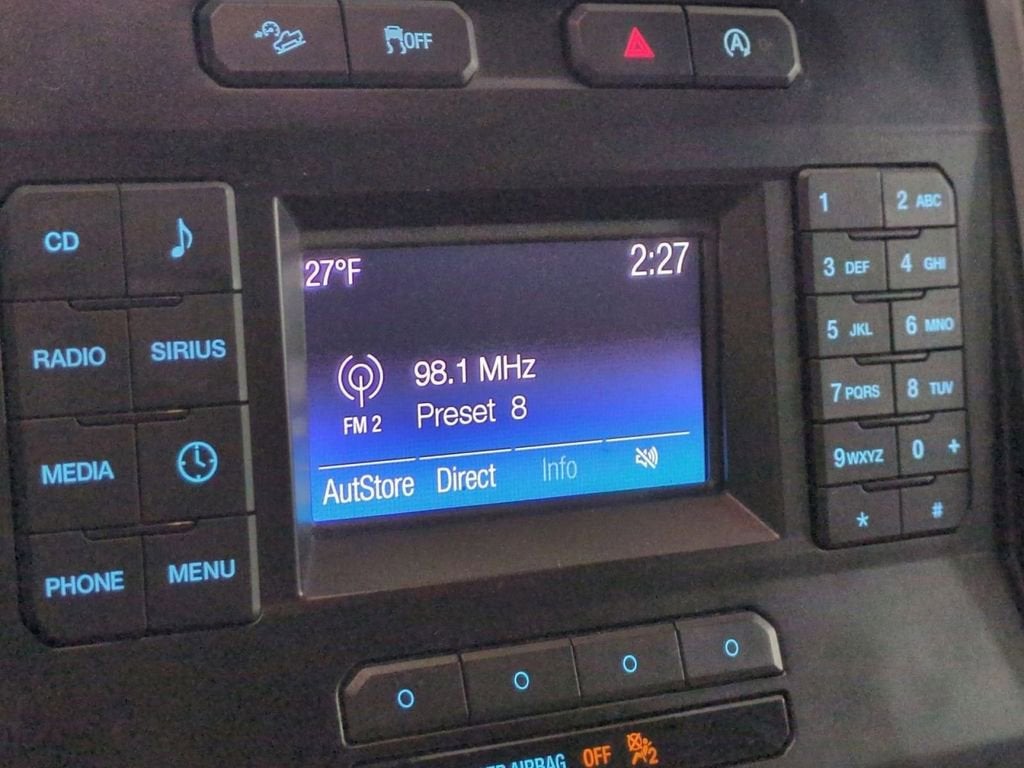 OFF
A
CD
RADIO SIRIUS
MEDIA
PHONE MENU
27°F 2:27
98.1 MHz
FM 2 Preset 8
AutStore Direct Info
1 2 ABC
3 DEF 4 GHI
5 JKL 6 MNO
7 PQRS 8 TUV
9 WXYZ 0 +
* #
AIRBAG OFF 2